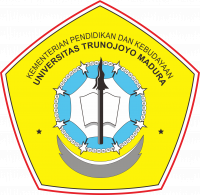 KEMENTERIAN PENDIDIKAN DAN KEBUDAYAAN
UNIVERSITAS TRUNOJOYO MADURA